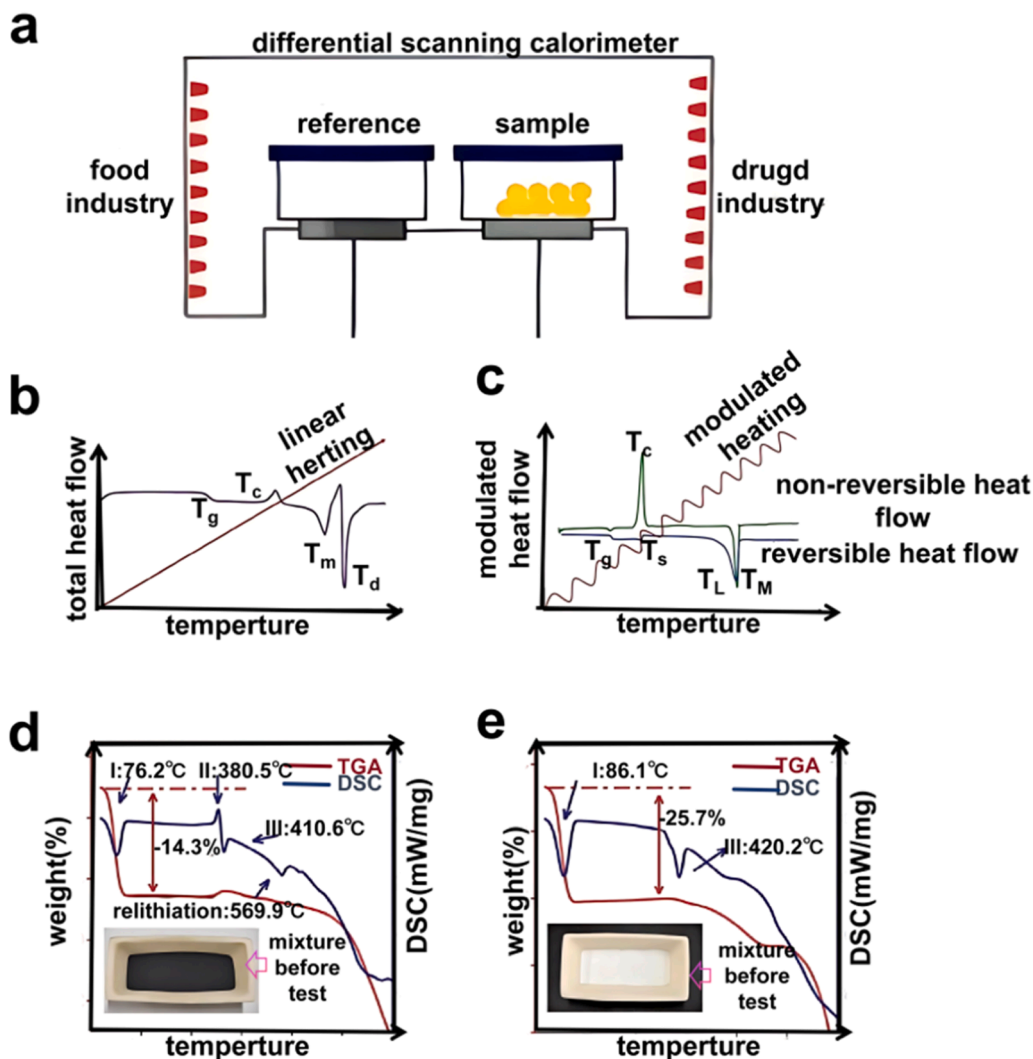 a
differential scanning calorimeter
reference
sample
food
industry
drugd
industry
b
total heat flow
linear
herting
Tg
Tc
Tm
Td
temperture
c
modulated
heat flow
modulated
heating
Tc
Tg
Ts
TL
TM
non-reversible heat
flow
reversible heat flow
temperture
d
weight(%)
I:76.2℃
II:380.5℃
TGA
DSC
III:410.6℃
-14.3%
relithiation:569.9℃
mixture
before
test
DSC(mW/mg)
temperture
e
weight(%)
I:86.1℃
TGA
DSC
-25.7%
III:420.2℃
mixture
before
test
DSC(mW/mg)
temperture